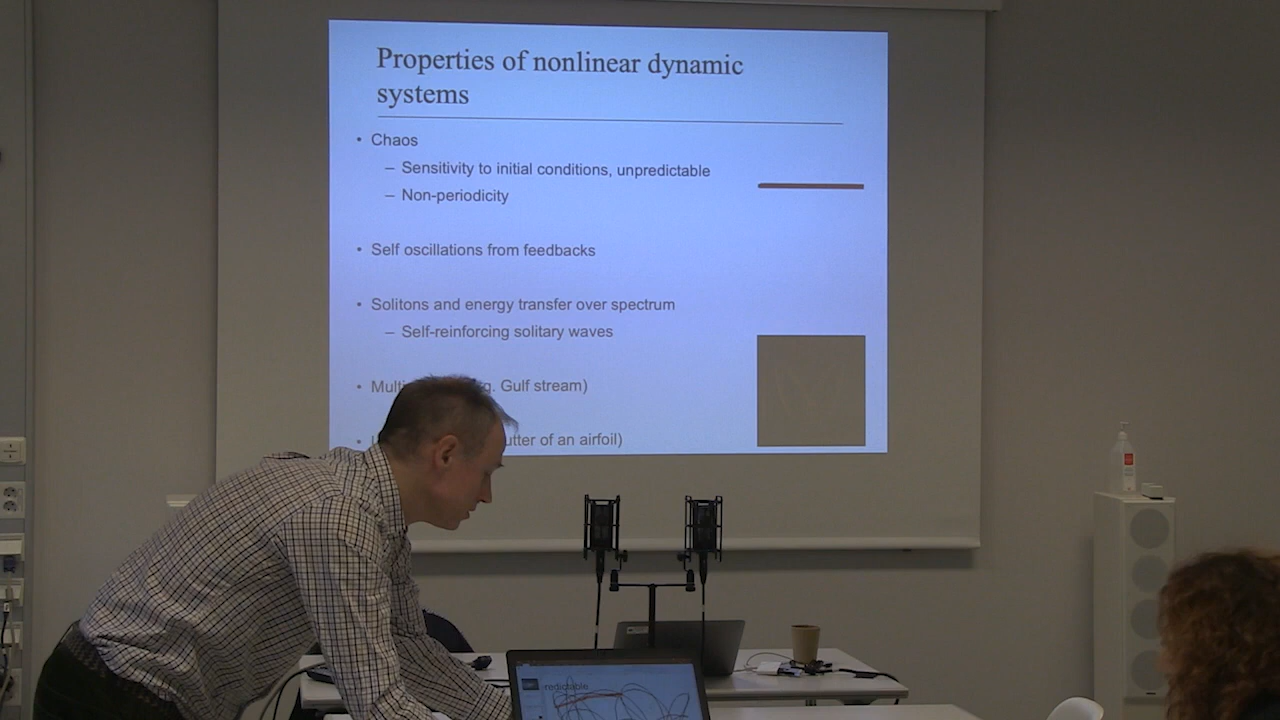 Properties of nonlinear dynamic
systems
• Chaos
– Sensitivity to initial conditions, unpredictable
– Non-periodicity
• Self oscillations from feedbacks
• Solitons and energy transfer over spectrum
– Self-reinforcing solitary waves
• Gulf stream)
• of an airfoil)
redictable